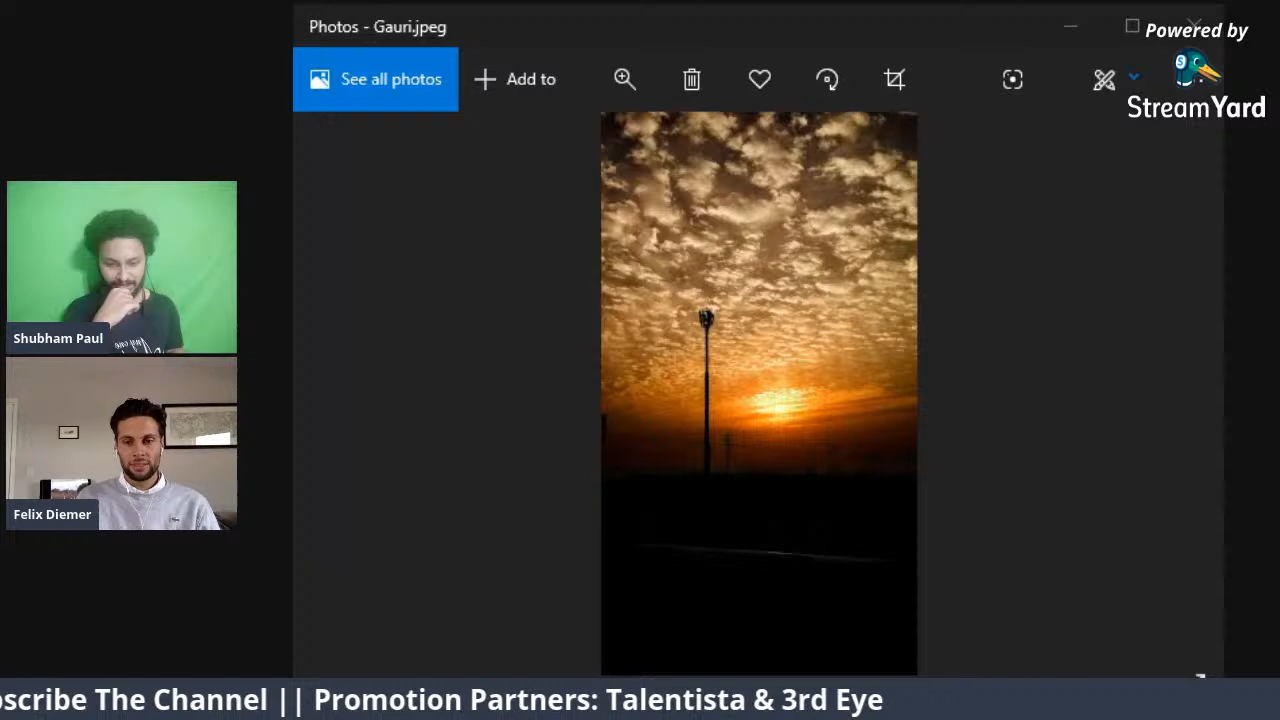 Photos - Gauri.jpeg
Powered by
StreamYard
See all photos
Add to
Shubham Paul
Felix Diemer
scribe The Channel || Promotion Partners: Talentista & 3rd Eye